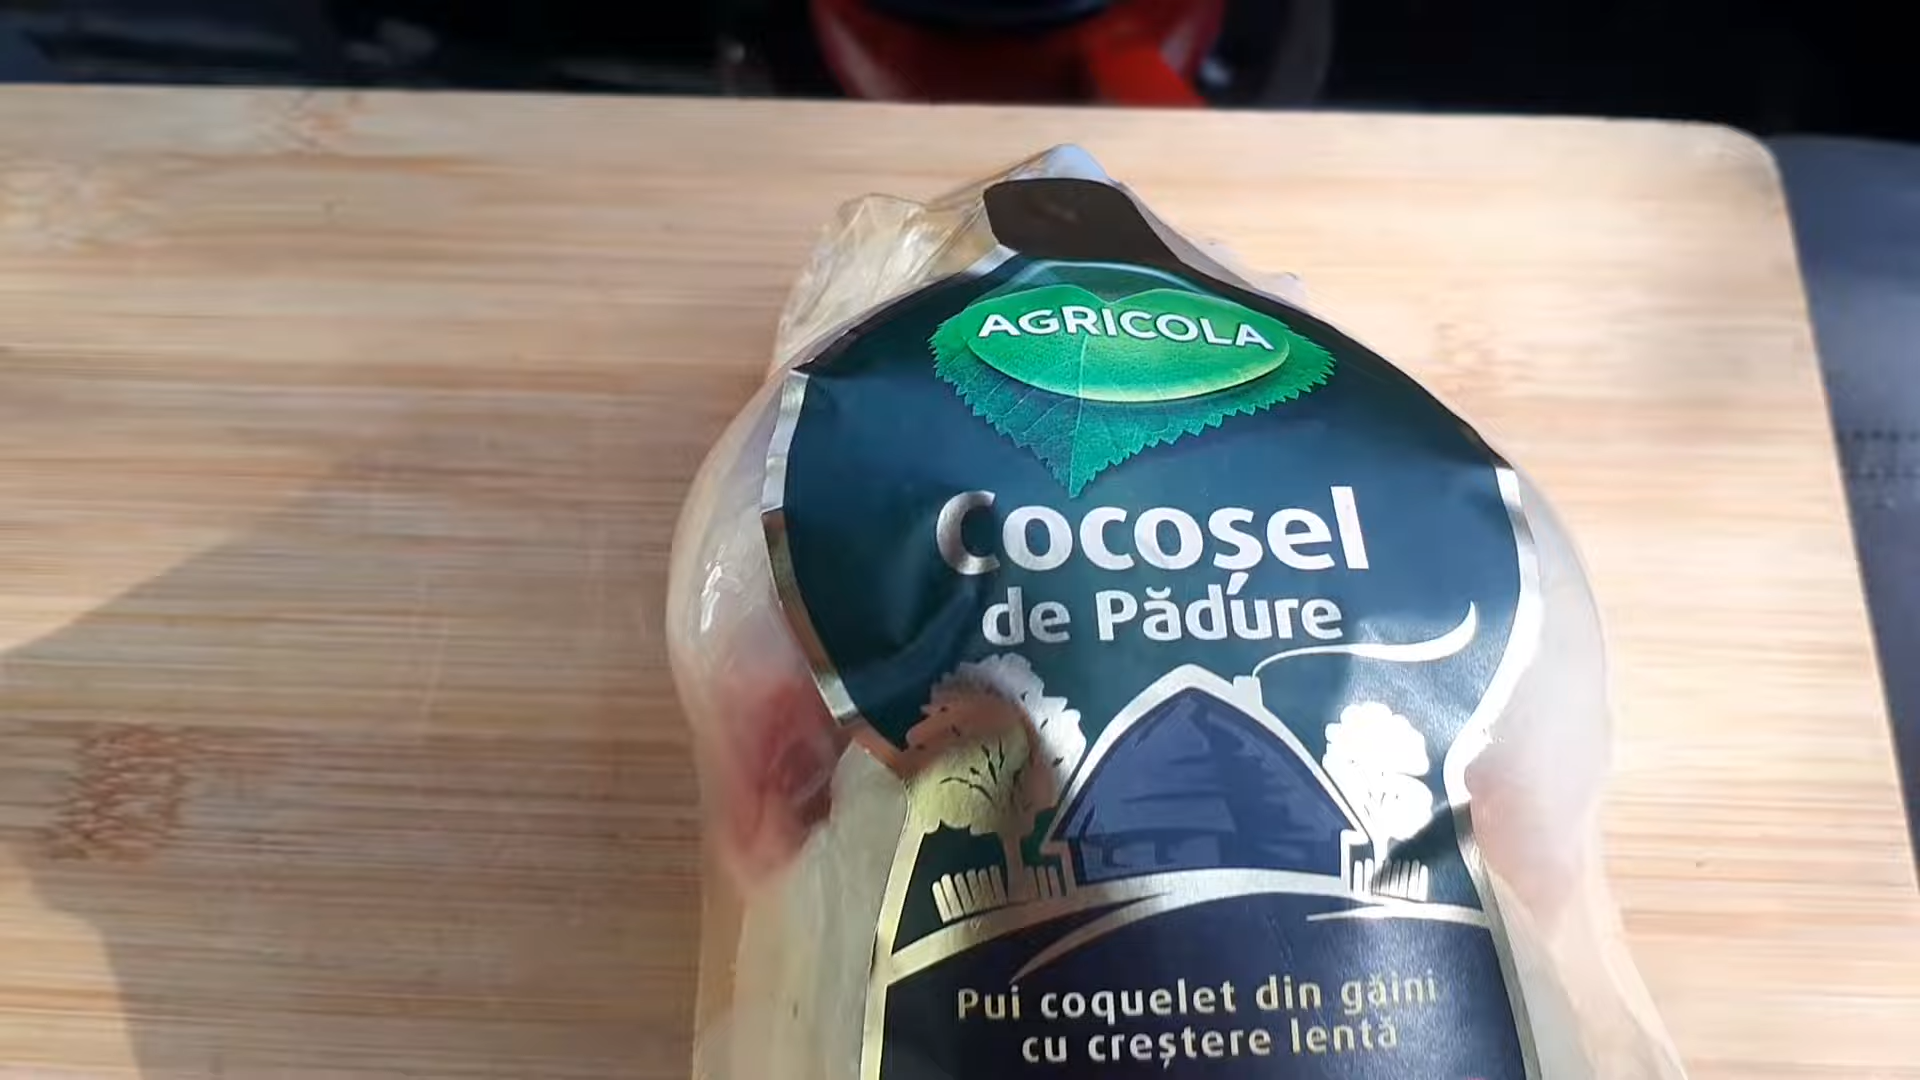 AGRICOLA
Cocoșel
de Pădure
Pui coquelet din găini
cu creștere lentă